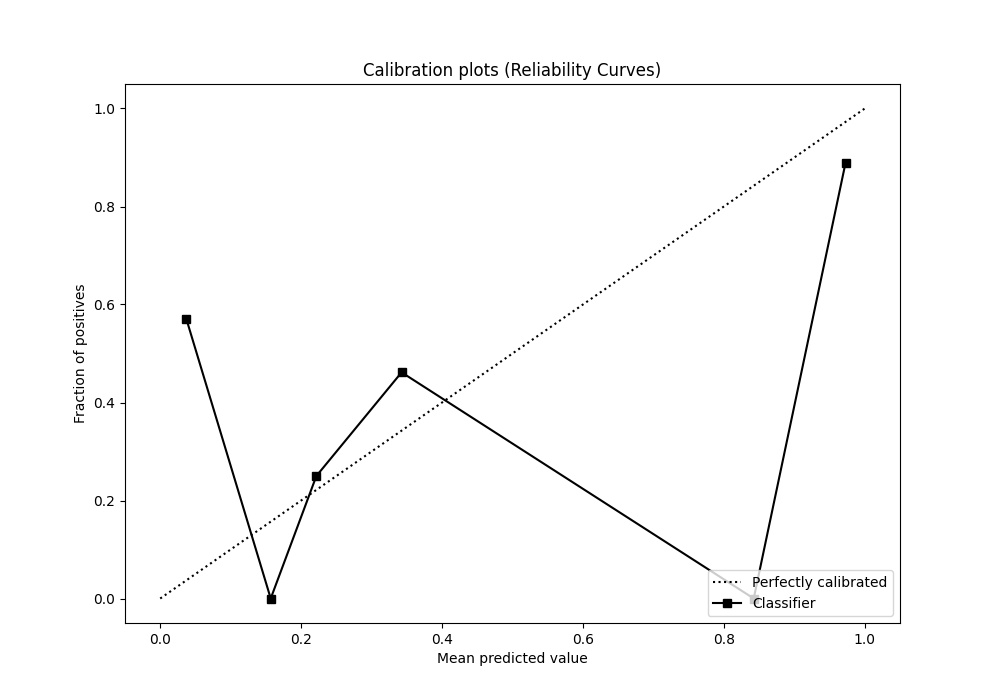 Calibration plots (Reliability Curves)
1.0
0.8
0.6
0.4
0.2
0.0
Fraction of positives
Perfectly calibrated
Classifier
0.0 0.2 0.4 0.6 0.8 1.0
Mean predicted value